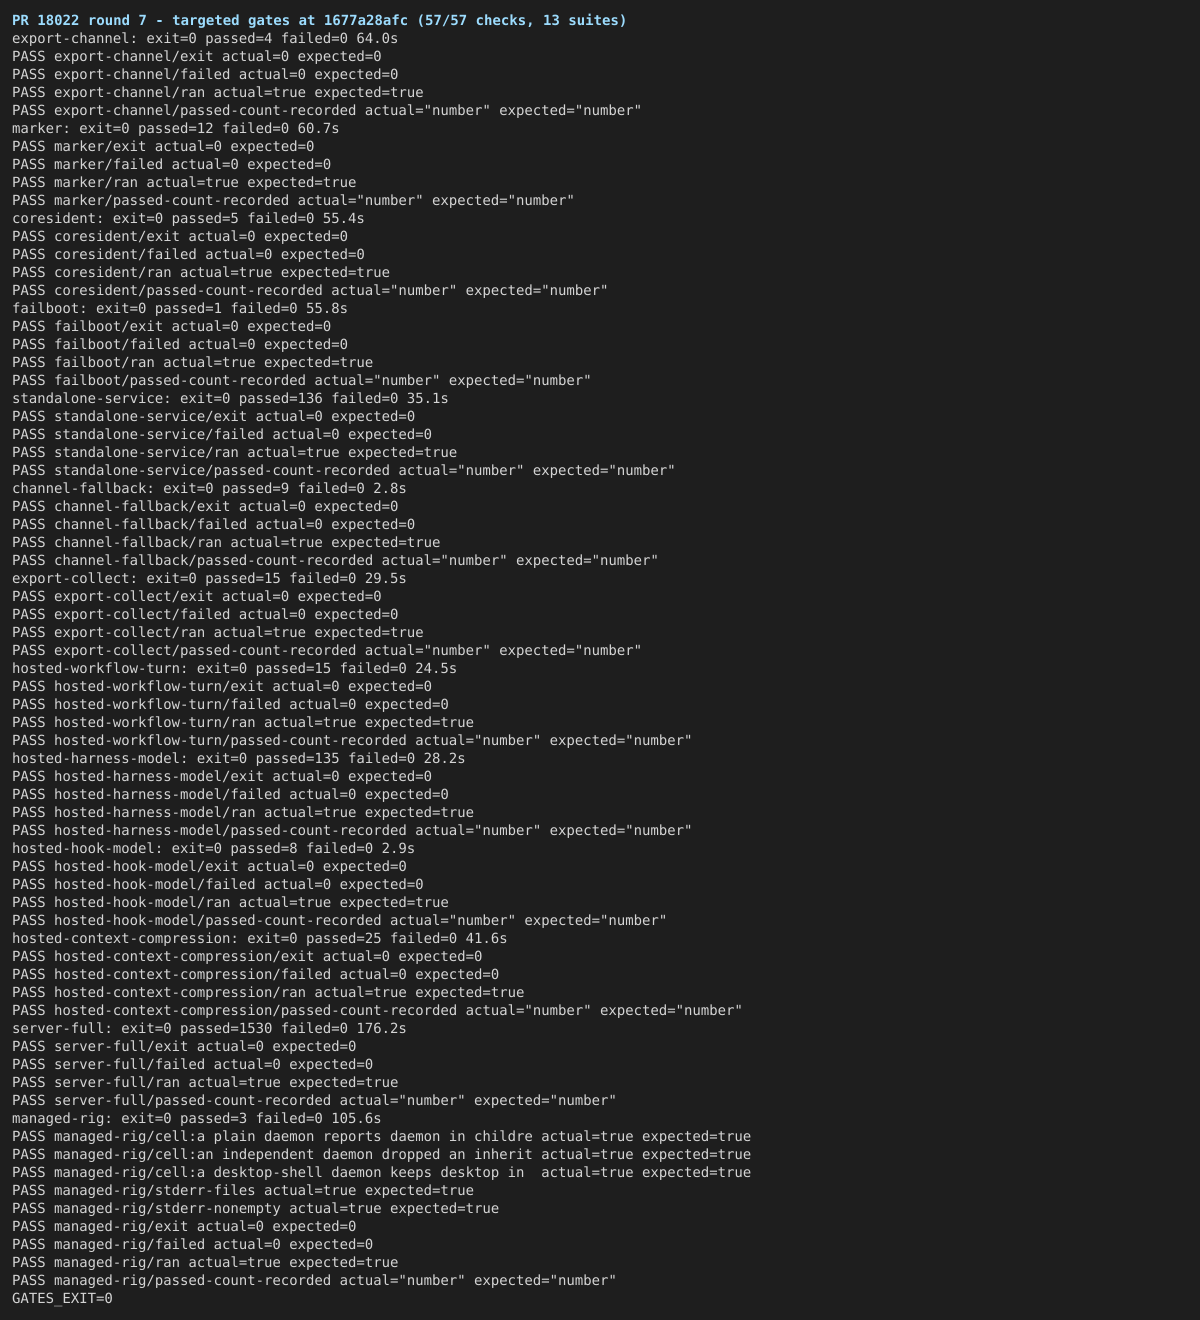 PR 18022 round 7 - targeted gates at 1677a28afc (57/57 checks, 13 suites)
export-channel: exit=0 passed=4 failed=0 64.0s
PASS export-channel/exit actual=0 expected=0
PASS export-channel/failed actual=0 expected=0
PASS export-channel/ran actual=true expected=true
PASS export-channel/passed-count-recorded actual="number" expected="number"
marker: exit=0 passed=12 failed=0 60.7s
PASS marker/exit actual=0 expected=0
PASS marker/failed actual=0 expected=0
PASS marker/ran actual=true expected=true
PASS marker/passed-count-recorded actual="number" expected="number"
coresident: exit=0 passed=5 failed=0 55.4s
PASS coresident/exit actual=0 expected=0
PASS coresident/failed actual=0 expected=0
PASS coresident/ran actual=true expected=true
PASS coresident/passed-count-recorded actual="number" expected="number"
failboot: exit=0 passed=1 failed=0 55.8s
PASS failboot/exit actual=0 expected=0
PASS failboot/failed actual=0 expected=0
PASS failboot/ran actual=true expected=true
PASS failboot/passed-count-recorded actual="number" expected="number"
standalone-service: exit=0 passed=136 failed=0 35.1s
PASS standalone-service/exit actual=0 expected=0
PASS standalone-service/failed actual=0 expected=0
PASS standalone-service/ran actual=true expected=true
PASS standalone-service/passed-count-recorded actual="number" expected="number"
channel-fallback: exit=0 passed=9 failed=0 2.8s
PASS channel-fallback/exit actual=0 expected=0
PASS channel-fallback/failed actual=0 expected=0
PASS channel-fallback/ran actual=true expected=true
PASS channel-fallback/passed-count-recorded actual="number" expected="number"
export-collect: exit=0 passed=15 failed=0 29.5s
PASS export-collect/exit actual=0 expected=0
PASS export-collect/failed actual=0 expected=0
PASS export-collect/ran actual=true expected=true
PASS export-collect/passed-count-recorded actual="number" expected="number"
hosted-workflow-turn: exit=0 passed=15 failed=0 24.5s
PASS hosted-workflow-turn/exit actual=0 expected=0
PASS hosted-workflow-turn/failed actual=0 expected=0
PASS hosted-workflow-turn/ran actual=true expected=true
PASS hosted-workflow-turn/passed-count-recorded actual="number" expected="number"
hosted-harness-model: exit=0 passed=135 failed=0 28.2s
PASS hosted-harness-model/exit actual=0 expected=0
PASS hosted-harness-model/failed actual=0 expected=0
PASS hosted-harness-model/ran actual=true expected=true
PASS hosted-harness-model/passed-count-recorded actual="number" expected="number"
hosted-hook-model: exit=0 passed=8 failed=0 2.9s
PASS hosted-hook-model/exit actual=0 expected=0
PASS hosted-hook-model/failed actual=0 expected=0
PASS hosted-hook-model/ran actual=true expected=true
PASS hosted-hook-model/passed-count-recorded actual="number" expected="number"
hosted-context-compression: exit=0 passed=25 failed=0 41.6s
PASS hosted-context-compression/exit actual=0 expected=0
PASS hosted-context-compression/failed actual=0 expected=0
PASS hosted-context-compression/ran actual=true expected=true
PASS hosted-context-compression/passed-count-recorded actual="number" expected="number"
server-full: exit=0 passed=1530 failed=0 176.2s
PASS server-full/exit actual=0 expected=0
PASS server-full/failed actual=0 expected=0
PASS server-full/ran actual=true expected=true
PASS server-full/passed-count-recorded actual="number" expected="number"
managed-rig: exit=0 passed=3 failed=0 105.6s
PASS managed-rig/cell:a plain daemon reports daemon in childre actual=true expected=true
PASS managed-rig/cell:an independent daemon dropped an inherit actual=true expected=true
PASS managed-rig/cell:a desktop-shell daemon keeps desktop in  actual=true expected=true
PASS managed-rig/stderr-files actual=true expected=true
PASS managed-rig/stderr-nonempty actual=true expected=true
PASS managed-rig/exit actual=0 expected=0
PASS managed-rig/failed actual=0 expected=0
PASS managed-rig/ran actual=true expected=true
PASS managed-rig/passed-count-recorded actual="number" expected="number"
GATES_EXIT=0